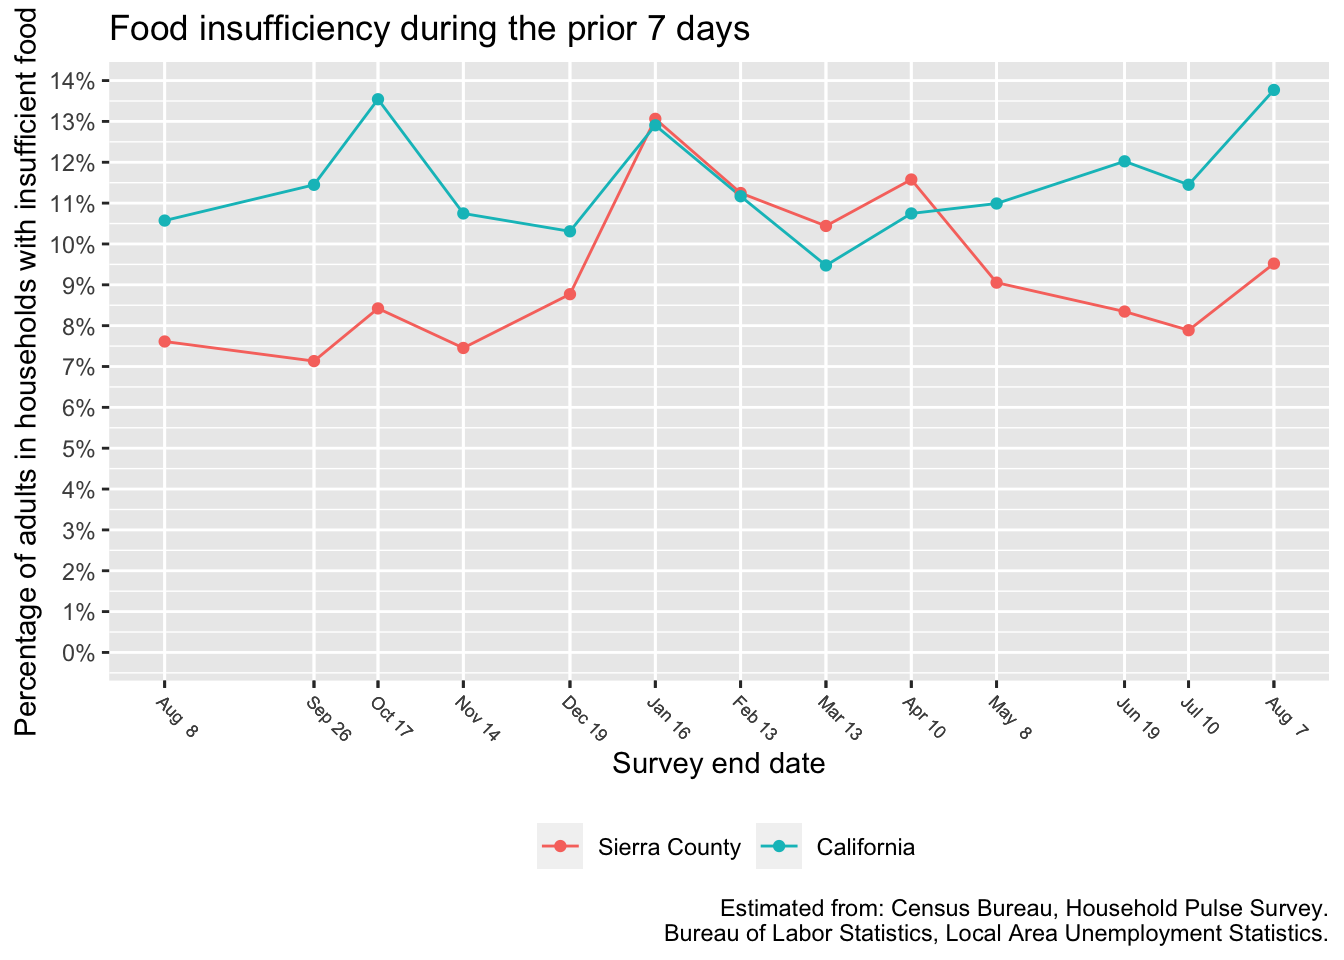 Food insufficiency during the prior 7 days
Percentage of adults in households with insufficient food
14%
13%
12%
11%
10%
9%
8%
7%
6%
5%
4%
3%
2%
1%
0%
Aug 8
Sep 26
Oct 17
Nov 14
Dec 19
Jan 16
Feb 13
Mar 13
Apr 10
May 8
Jun 19
Jul 10
Aug 7
Survey end date
Sierra County
California
Estimated from: Census Bureau, Household Pulse Survey.
Bureau of Labor Statistics, Local Area Unemployment Statistics.